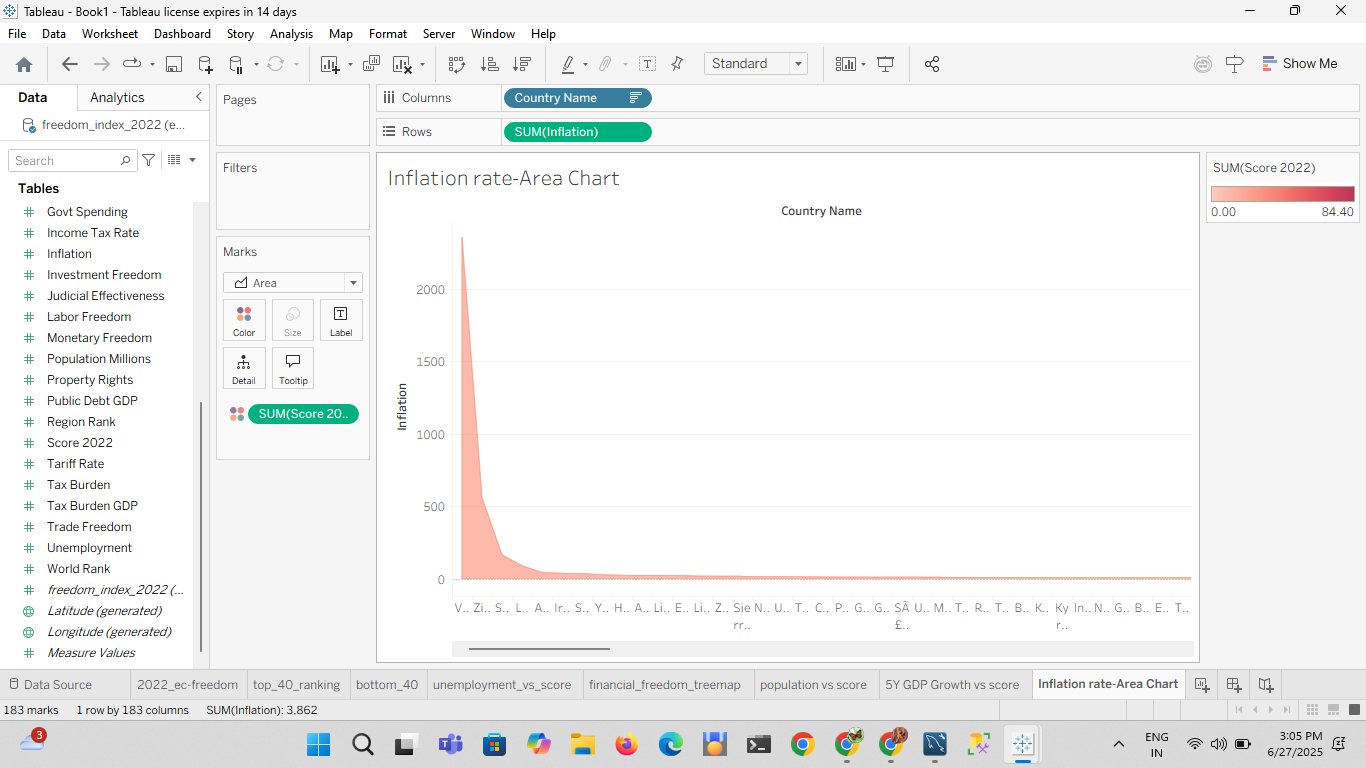 Tableau - Book1 - Tableau license expires in 14 days
File Data Worksheet Dashboard Story Analysis Map Format Server Window Help
Standard
Show Me
Data Analytics
freedom_index_2022 (e...
Search
Tables
Govt Spending
Income Tax Rate
Inflation
Investment Freedom
Judicial Effectiveness
Labor Freedom
Monetary Freedom
Population Millions
Property Rights
Public Debt GDP
Region Rank
Score 2022
Tariff Rate
Tax Burden
Tax Burden GDP
Trade Freedom
Unemployment
World Rank
freedom_index_2022 (...
Latitude (generated)
Longitude (generated)
Measure Values
Pages
Filters
Marks
Area
Color Size Label
Detail Tooltip
SUM(Score 20..
Columns Country Name
Rows SUM(Inflation)
Inflation rate-Area Chart
Country Name
2000
1500
1000
500
0
Inflation
V.. Zi.. S.. L.. A.. Ir.. S.. Y.. H.. A.. Li.. E.. Li.. Z.. Sie N.. U.. T.. C.. P.. G.. G.. SÃ U.. M.. T.. R.. T.. B.. K.. Ky In.. N.. G.. B.. E.. T..
rr.. £.. r..
SUM(Score 2022)
0.00 84.40
Data Source 2022_ec-freedom top_40_ranking bottom_40 unemployment_vs_score financial_freedom_treemap population vs score 5Y GDP Growth vs score Inflation rate-Area Chart
183 marks 1 row by 183 columns SUM(Inflation): 3,862
3
ENG
IN
3:05 PM
6/27/2025